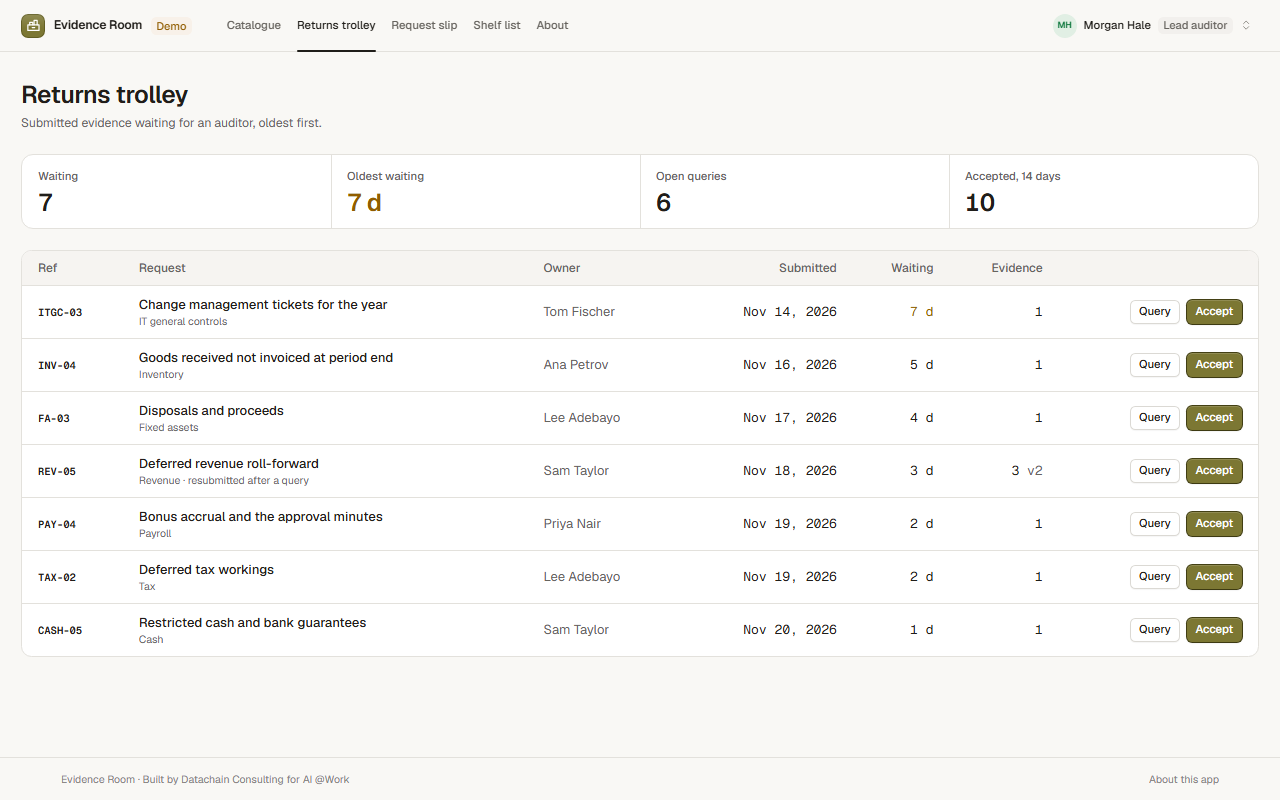 Evidence Room Demo Catalogue Returns trolley Request slip Shelf list About MH Morgan Hale Lead auditor
Returns trolley
Submitted evidence waiting for an auditor, oldest first.
Waiting Oldest waiting Open queries Accepted, 14 days
7 7 d 6 10
Ref Request Owner Submitted Waiting Evidence
ITGC-03 Change management tickets for the year Tom Fischer Nov 14, 2026 7 d 1 Query Accept
IT general controls
INV-04 Goods received not invoiced at period end Ana Petrov Nov 16, 2026 5 d 1 Query Accept
Inventory
FA-03 Disposals and proceeds Lee Adebayo Nov 17, 2026 4 d 1 Query Accept
Fixed assets
REV-05 Deferred revenue roll-forward Sam Taylor Nov 18, 2026 3 d 3 v2 Query Accept
Revenue · resubmitted after a query
PAY-04 Bonus accrual and the approval minutes Priya Nair Nov 19, 2026 2 d 1 Query Accept
Payroll
TAX-02 Deferred tax workings Lee Adebayo Nov 19, 2026 2 d 1 Query Accept
Tax
CASH-05 Restricted cash and bank guarantees Sam Taylor Nov 20, 2026 1 d 1 Query Accept
Cash
Evidence Room · Built by Datachain Consulting for AI @Work About this app